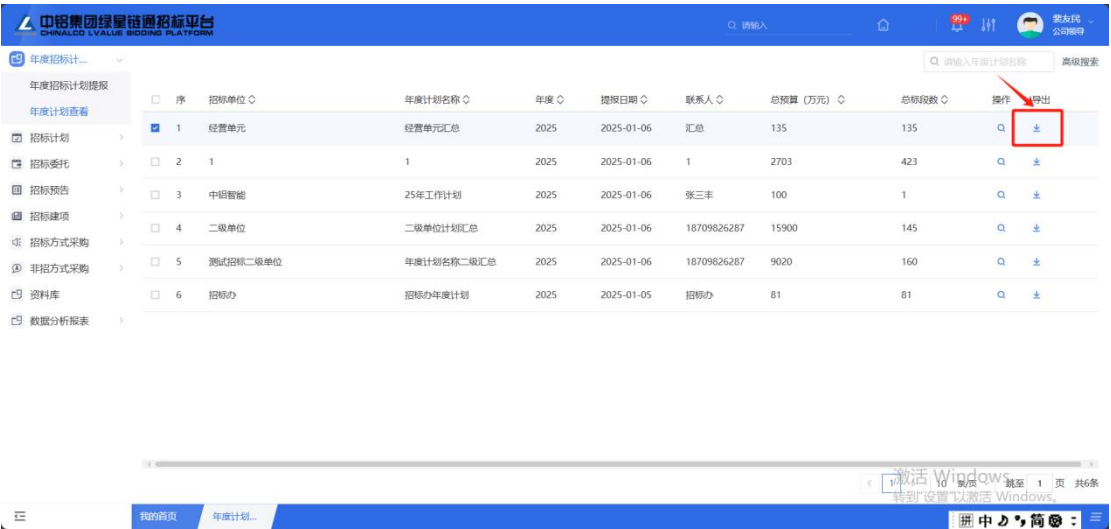 中铝集团绿星链通招标平台
CHINALCO LVALUE BIDDING PLATFORM
请输入
99+
公司领导
年度招标计...
请输入年度计划名称
高级搜索
年度招标计划提报
年度计划查看
招标计划
招标委托
招标预告
招标建项
招标方式采购
非招方式采购
资料库
数据分析报表
序 招标单位 年度计划名称 年度 提报日期 联系人 总预算 (万元) 总标段数 操作 导出
1 经营单元 经营单元汇总 2025 2025-01-06 汇总 135 135
2 1 1 2025 2025-01-06 1 2703 423
3 中铝智能 25年工作计划 2025 2025-01-06 张三丰 100 1
4 二级单位 二级单位计划汇总 2025 2025-01-06 18709826287 15900 145
5 测试招标二级单位 年度计划名称二级汇总 2025 2025-01-06 18709826287 9020 160
6 招标办 招标办年度计划 2025 2025-01-05 招标办 81 81
激活 Windows
转到"设置"以激活 Windows。
1 10 条/页 跳至 1 页 共6条
我的首页 年度计划...
拼 中 简